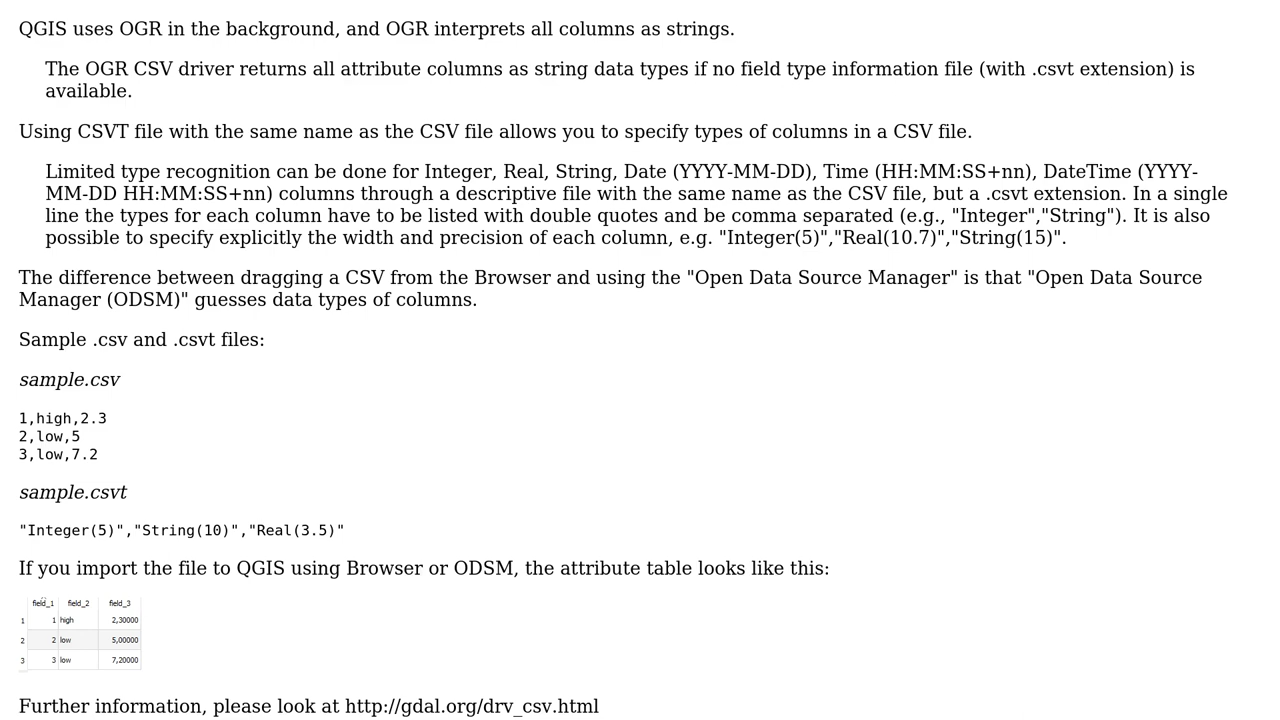 QGIS uses OGR in the background, and OGR interprets all columns as strings.
The OGR CSV driver returns all attribute columns as string data types if no field type information file (with .csvt extension) is
available.
Using CSVT file with the same name as the CSV file allows you to specify types of columns in a CSV file.
Limited type recognition can be done for Integer, Real, String, Date (YYYY-MM-DD), Time (HH:MM:SS+nn), DateTime (YYYY-
MM-DD HH:MM:SS+nn) columns through a descriptive file with the same name as the CSV file, but a .csvt extension. In a single
line the types for each column have to be listed with double quotes and be comma separated (e.g., "Integer","String"). It is also
possible to specify explicitly the width and precision of each column, e.g. "Integer(5)","Real(10.7)","String(15)".
The difference between dragging a CSV from the Browser and using the "Open Data Source Manager" is that "Open Data Source
Manager (ODSM)" guesses data types of columns.
Sample .csv and .csvt files:
sample.csv
1,high,2.3
2,low,5
3,low,7.2
sample.csvt
"Integer(5)","String(10)","Real(3.5)"
If you import the file to QGIS using Browser or ODSM, the attribute table looks like this:
field_1 field_2 field_3
1 1 high 2,30000
2 2 low 5,00000
3 3 low 7,20000
Further information, please look at http://gdal.org/drv_csv.html